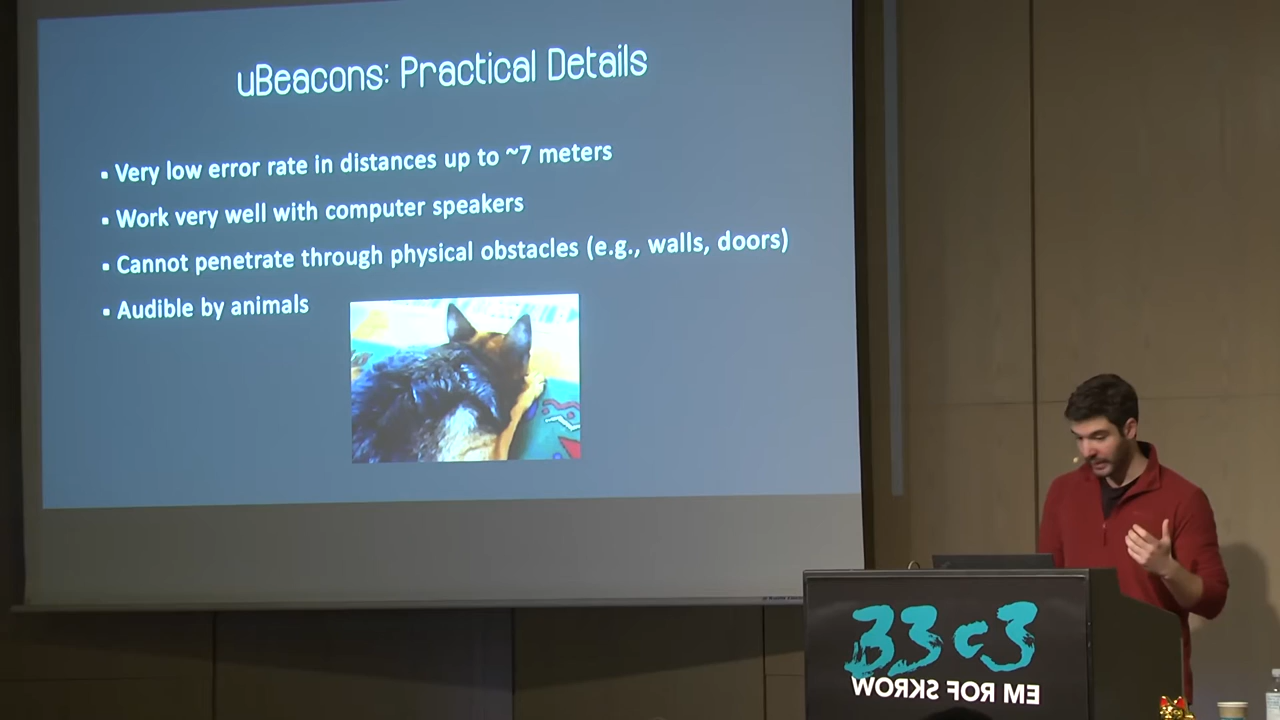 uBeacons: Practical Details
▪ Very low error rate in distances up to ~7 meters
▪ Work very well with computer speakers
▪ Cannot penetrate through physical obstacles (e.g., walls, doors)
▪ Audible by animals
33c3
WORKS FOR ME